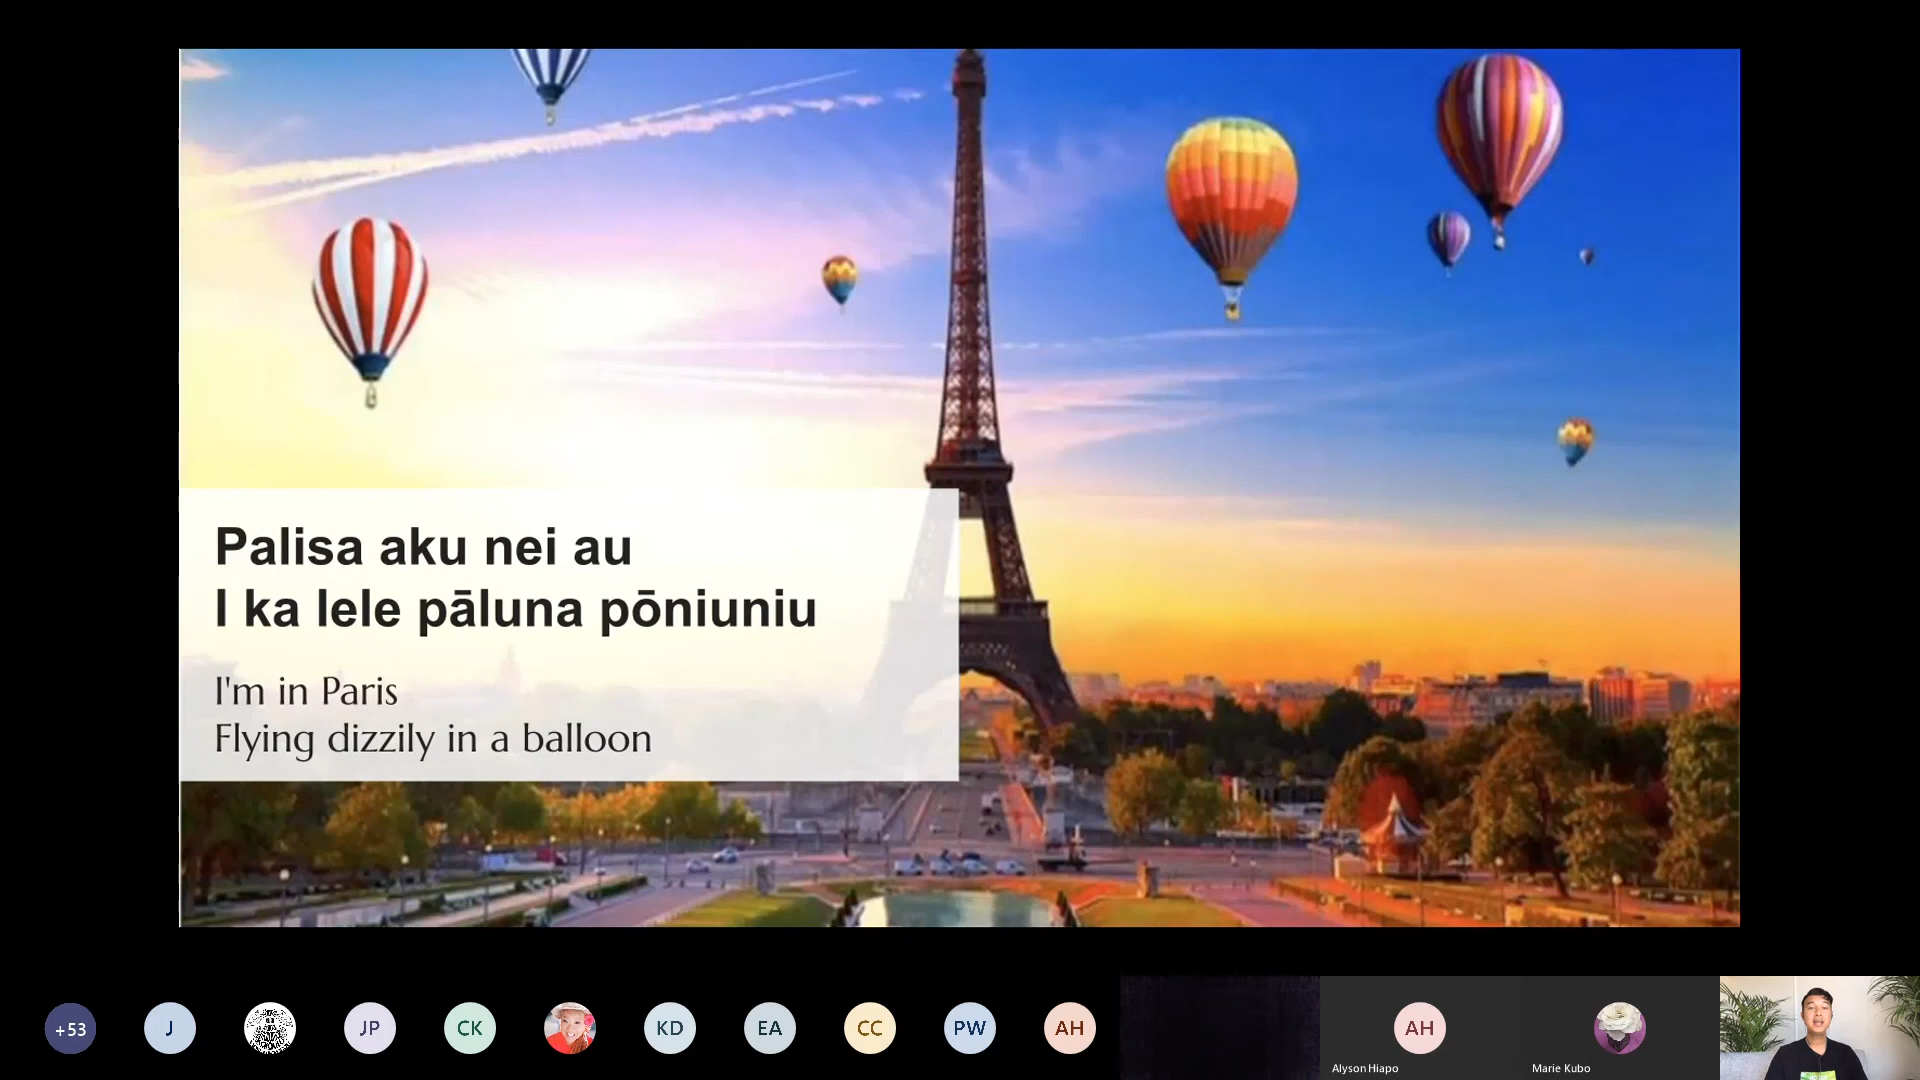 Palisa aku nei au
I ka lele pāluna pōniuniu
I'm in Paris
Flying dizzily in a balloon
+53
J
JP
CK
KD
EA
CC
PW
AH
AH
Alyson Hiapo
Marie Kubo